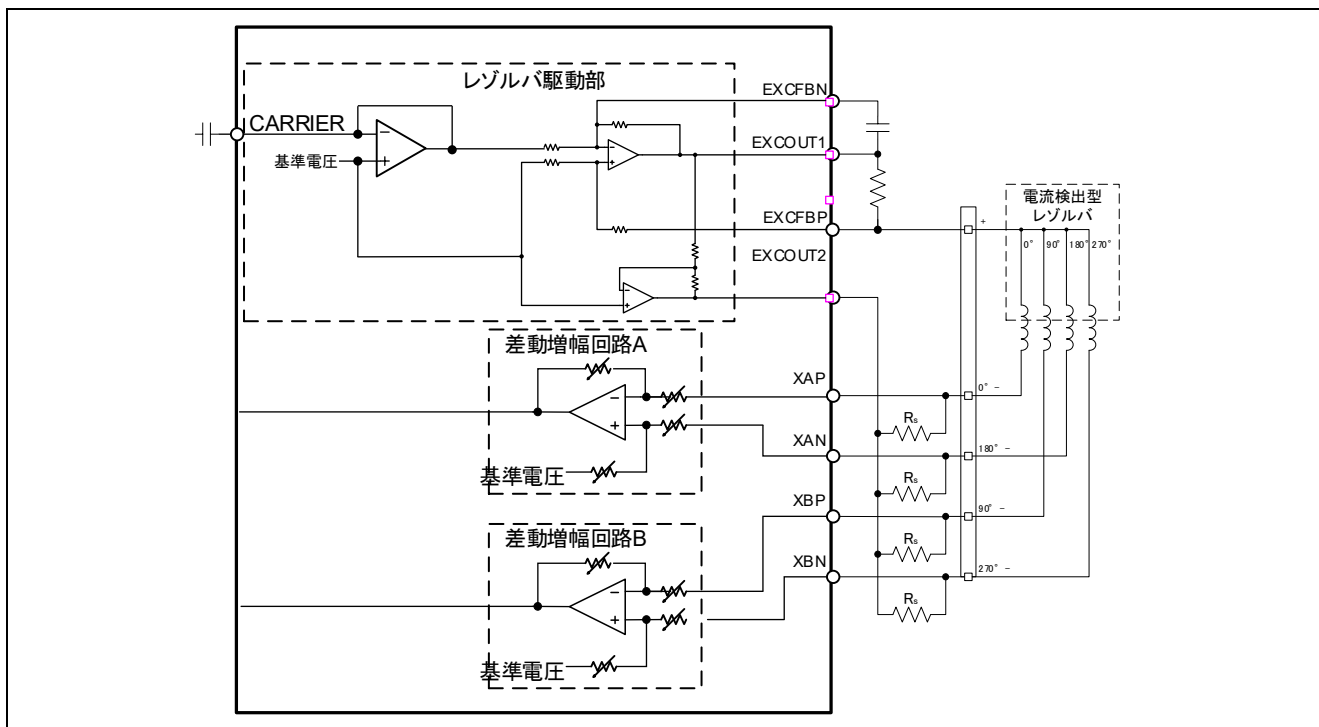 レゾルバ駆動部
CARRIER
基準電圧
EXCFBN
EXCOUT1
EXCFBP
EXCOUT2
電流検出型
レゾルバ
+
0°
90°
180°
270°
差動増幅回路A
基準電圧
XAP
XAN
0° -
Rs
180° -
Rs
差動増幅回路B
基準電圧
XBP
XBN
90° -
Rs
270° -
Rs